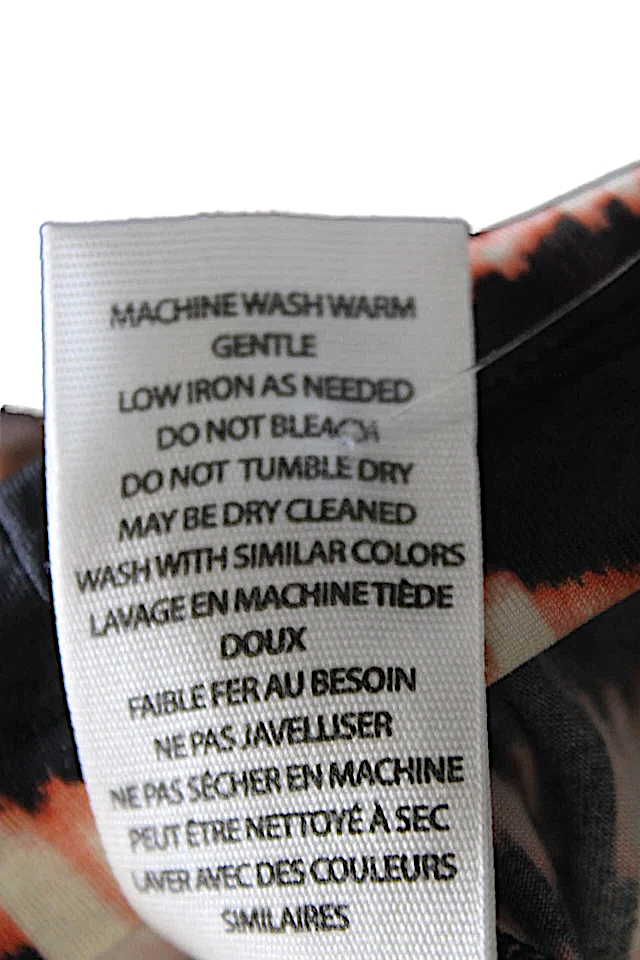 MACHINE WASH WARM
GENTLE
LOW IRON AS NEEDED
DO NOT BLEACH
DO NOT TUMBLE DRY
MAY BE DRY CLEANED
WASH WITH SIMILAR COLORS
LAVAGE EN MACHINE TIÈDE
DOUX
FAIBLE FER AU BESOIN
NE PAS JAVELLISER
NE PAS SÉCHER EN MACHINE
PEUT ÊTRE NETTOYÉ À SEC
LAVER AVEC DES COULEURS
SIMILAIRES